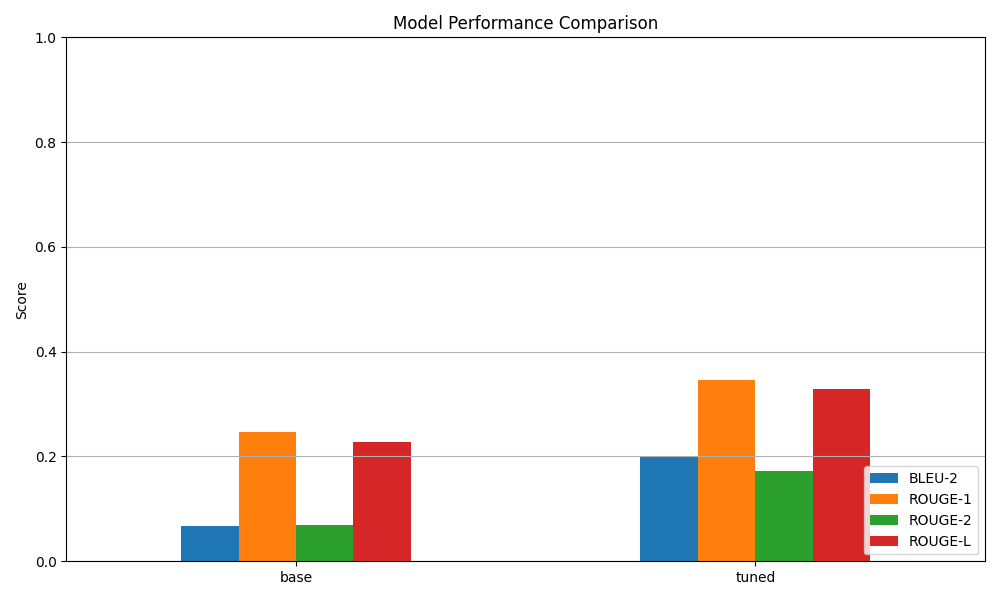 Model Performance Comparison
1.0
0.8
0.6
0.4
0.2
0.0
Score
base
tuned
BLEU-2
ROUGE-1
ROUGE-2
ROUGE-L